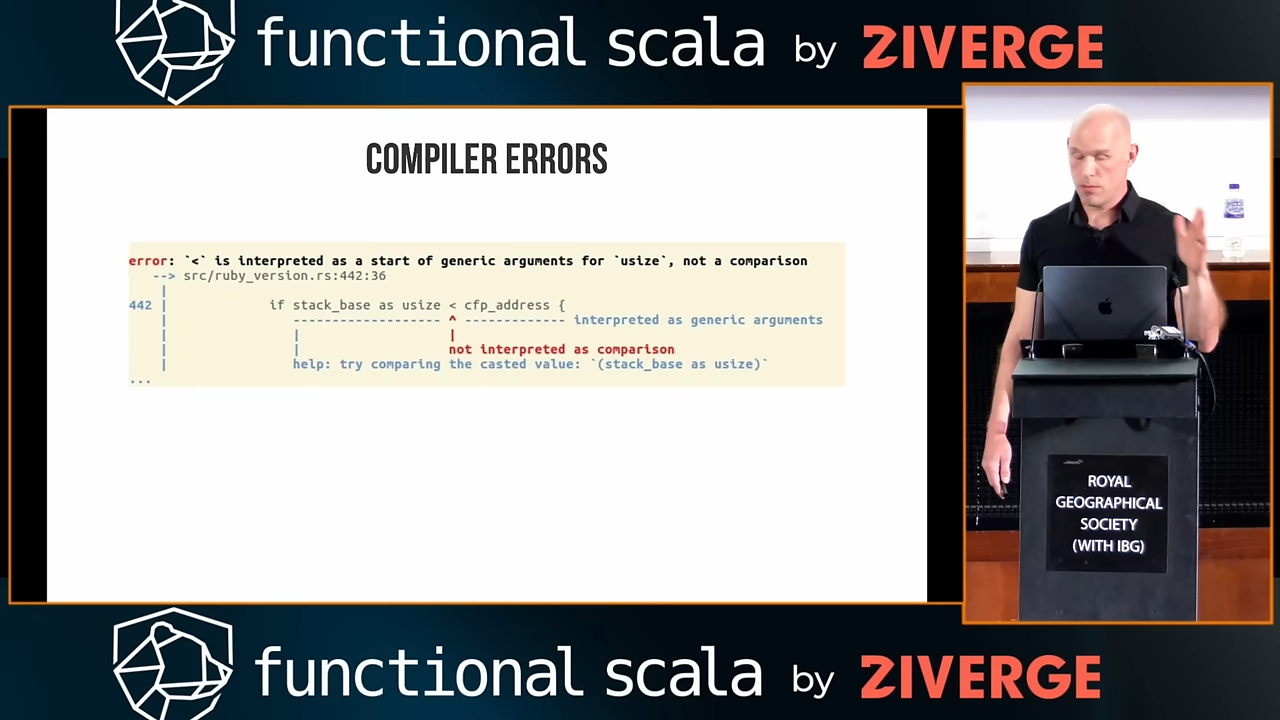 functional scala by ZIVERGE
COMPILER ERRORS
error: `<` is interpreted as a start of generic arguments for `usize`, not a comparison
--> src/ruby_version.rs:442:36
|
442 | if stack_base as usize < cfp_address {
| ------------------- ^ ------------- interpreted as generic arguments
| | |
| | not interpreted as comparison
| help: try comparing the casted value: `(stack_base as usize)`
...
ROYAL
GEOGRAPHICAL
SOCIETY
(WITH IBG)
functional scala by ZIVERGE